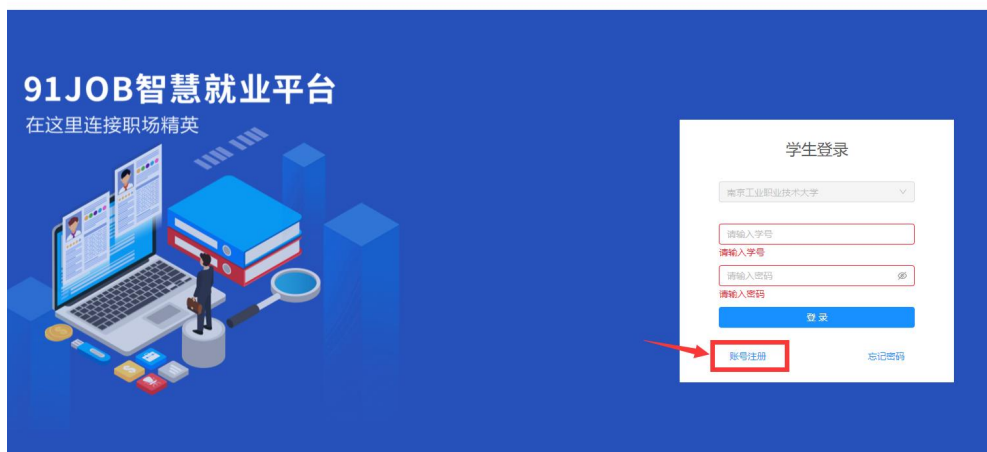 91JOB智慧就业平台
在这里连接职场精英
学生登录
南京工业职业技术大学
请输入学号
请输入学号
请输入密码
请输入密码
登 录
账号注册
忘记密码